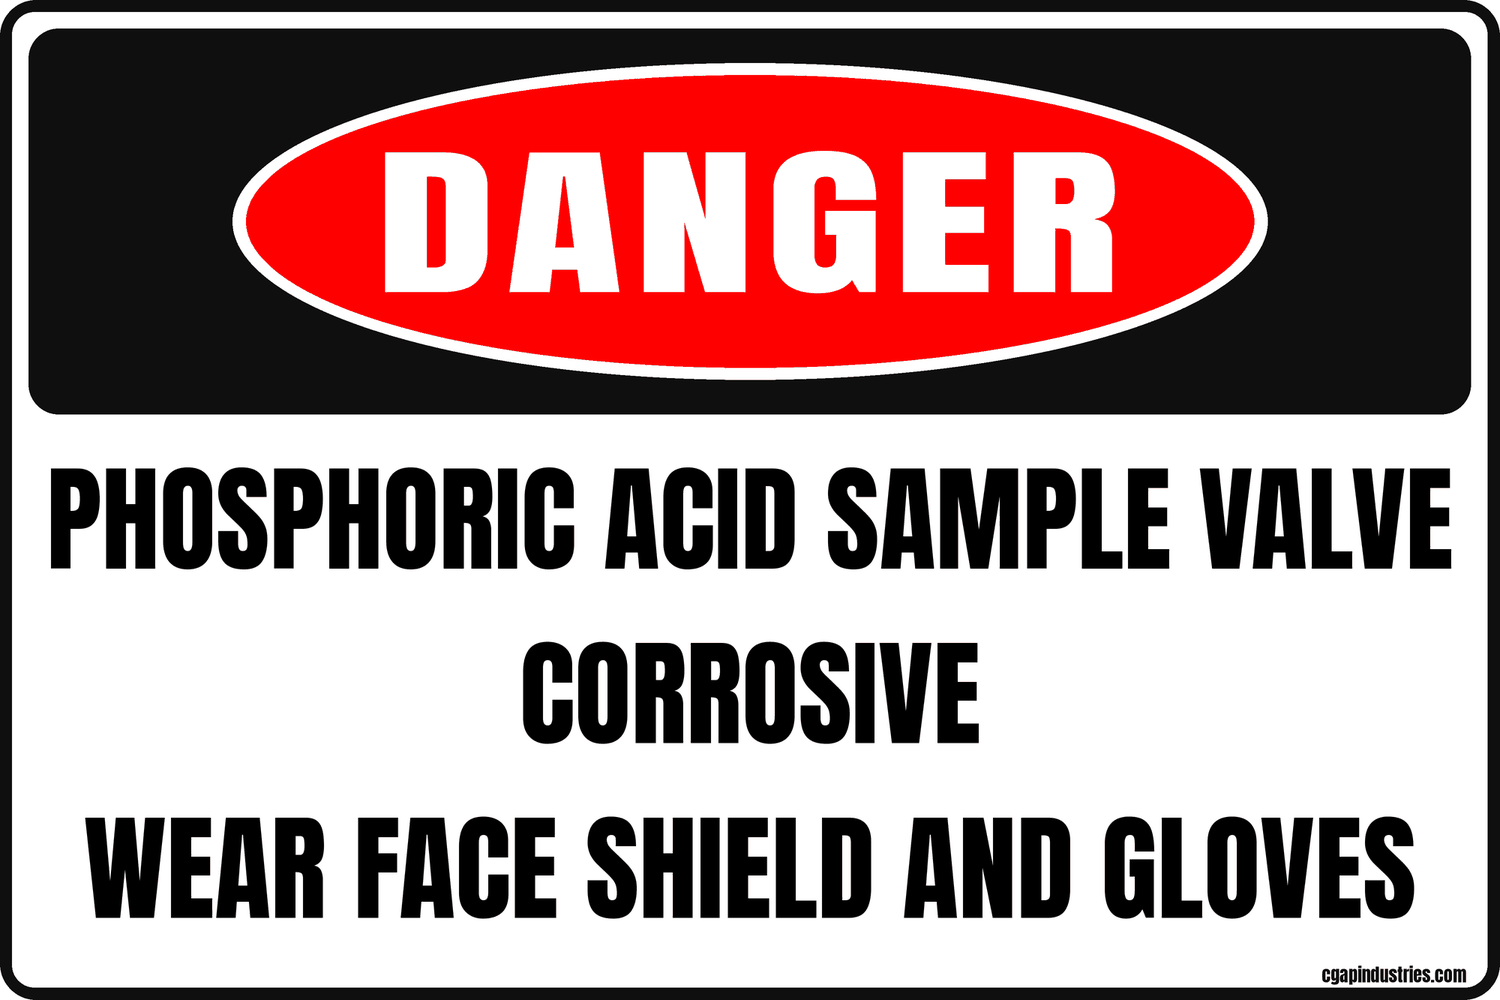 DANGER
PHOSPHORIC ACID SAMPLE VALVE
CORROSIVE
WEAR FACE SHIELD AND GLOVES
cgapindustries.com